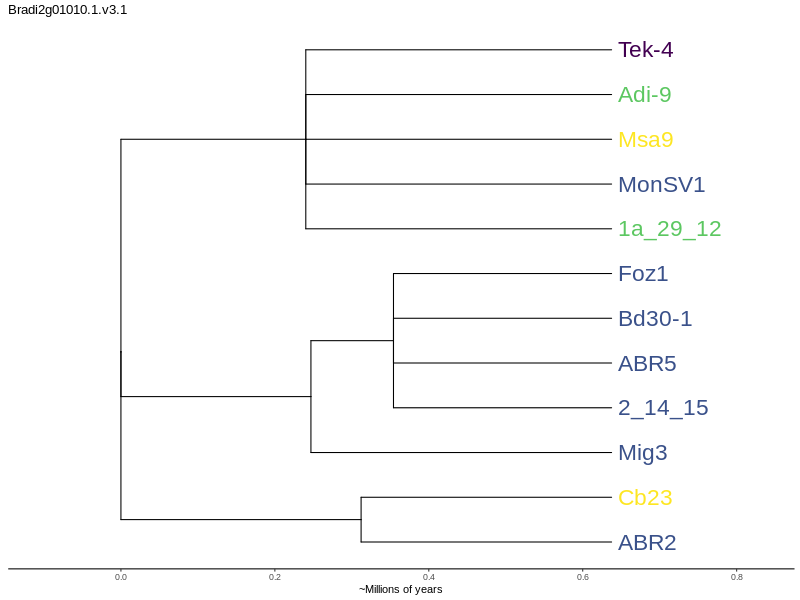 Bradi2g01010.1.v3.1
Tek-4
Adi-9
Msa9
MonSV1
1a_29_12
Foz1
Bd30-1
ABR5
2_14_15
Mig3
Cb23
ABR2
0.0 0.2 0.4 0.6 0.8
~Millions of years